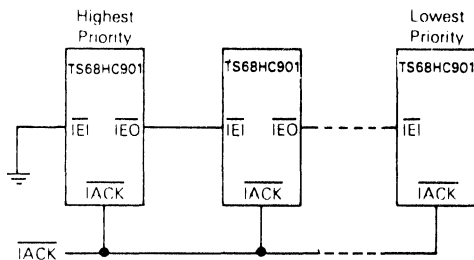 Highest
Priority
Lowest
Priority
TS68HC901
TS68HC901
TS68HC901
IEI IEO
IEI IEO
IEI
IACK
IACK
IACK
IACK